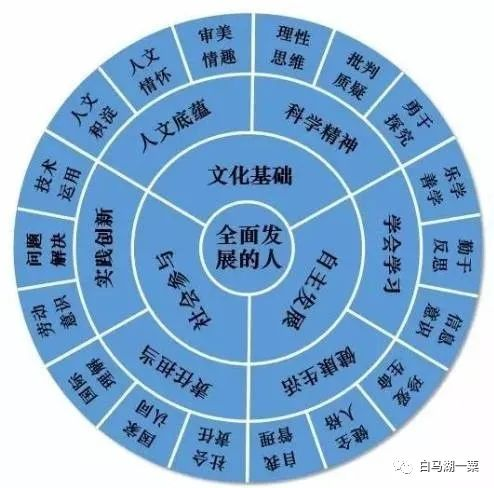 全面发
展的人
文化基础
自主发展
社会参与
人文底蕴
科学精神
学会学习
健康生活
责任担当
实践创新
人文
积淀
人文
情怀
审美
情趣
理性
思维
批判
质疑
勇于
探究
乐学
善学
勤于
反思
信息
意识
珍爱
生命
健全
人格
自我
管理
社会
责任
国家
认同
国际
理解
劳动
意识
问题
解决
技术
运用
白马湖一粟